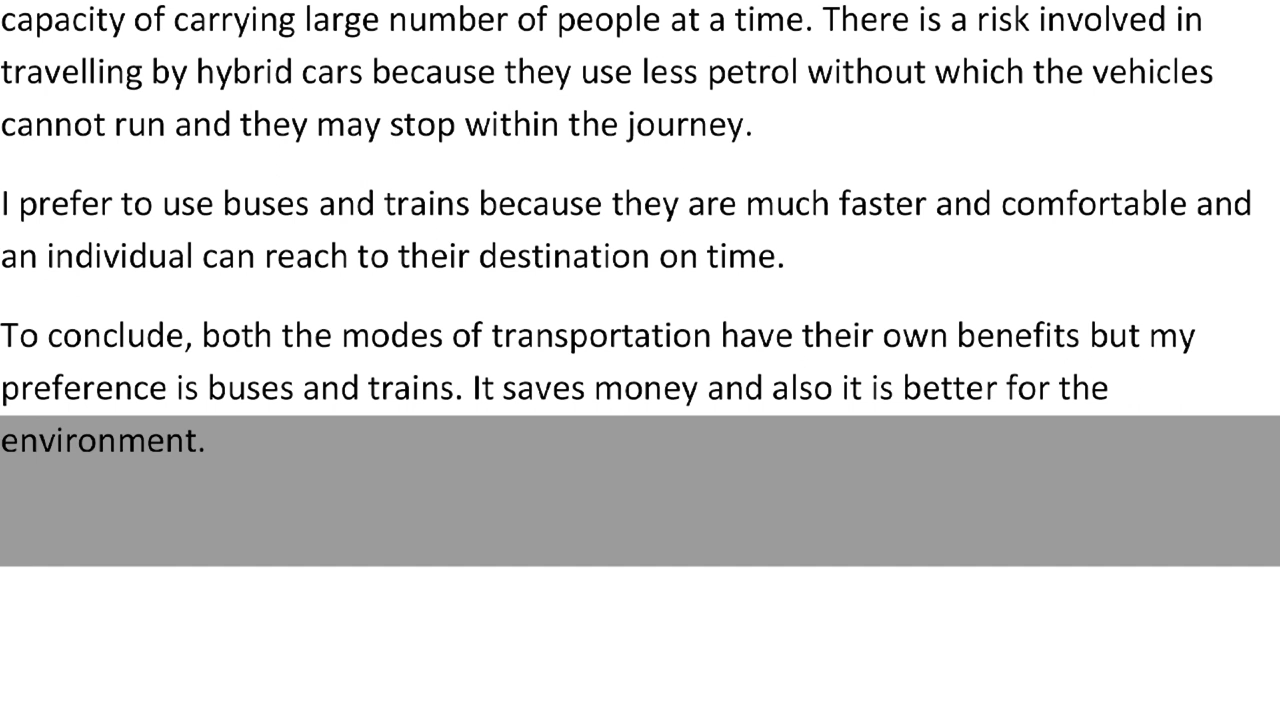 capacity of carrying large number of people at a time. There is a risk involved in
travelling by hybrid cars because they use less petrol without which the vehicles
cannot run and they may stop within the journey.
I prefer to use buses and trains because they are much faster and comfortable and
an individual can reach to their destination on time.
To conclude, both the modes of transportation have their own benefits but my
preference is buses and trains. It saves money and also it is better for the
environment.